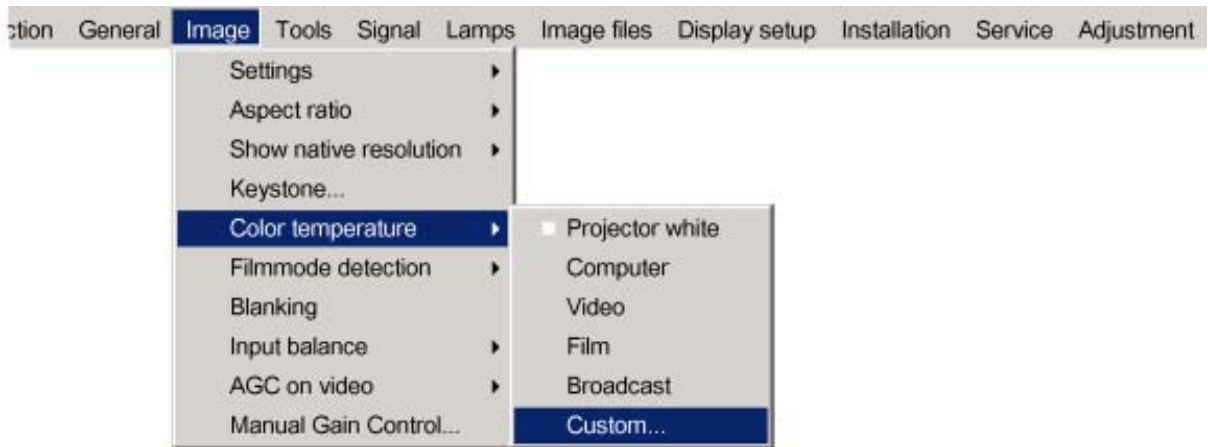 ction General Image Tools Signal Lamps Image files Display setup Installation Service Adjustment
Settings
Aspect ratio
Show native resolution
Keystone...
Color temperature
Projector white
Filmmode detection
Computer
Blanking
Video
Input balance
Film
AGC on video
Broadcast
Manual Gain Control...
Custom...